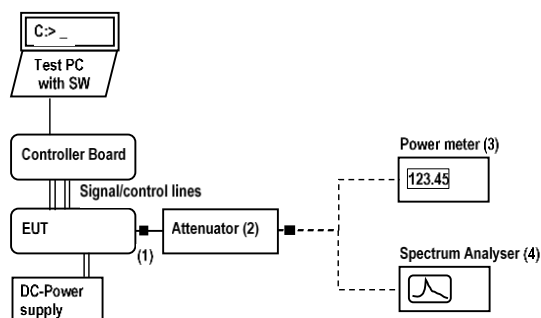 C:> _
Test PC
with SW
Controller Board
Signal/control lines
EUT
(1)
Attenuator (2)
Power meter (3)
123.45
Spectrum Analyser (4)
DC-Power
supply